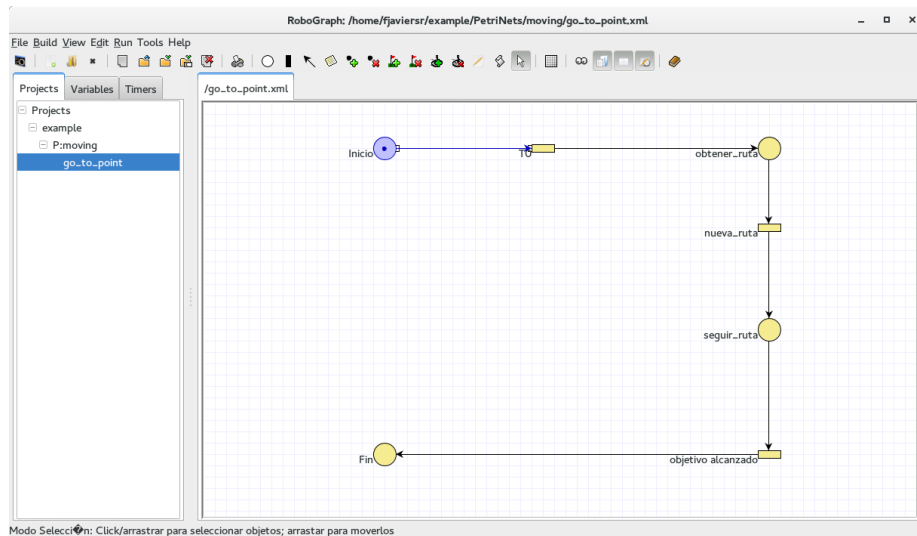 RoboGraph: /home/fjaviersr/example/PetriNets/moving/go_to_point.xml
File Build View Edit Run Tools Help
Projects Variables Timers
/go_to_point.xml
Projects
example
P:moving
go_to_point
Inicio
T0
obtener_ruta
nueva_ruta
seguir_ruta
Fin
objetivo alcanzado
Modo Selecci�n: Click/arrastrar para seleccionar objetos; arrastar para moverlos